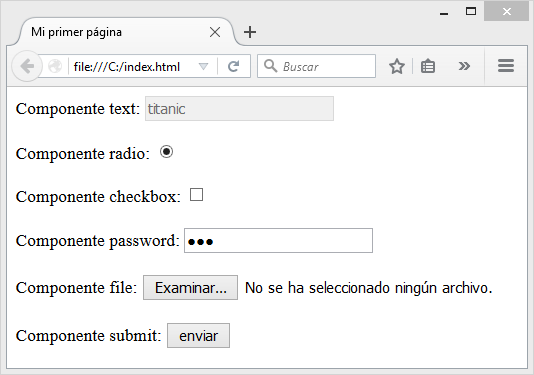 Mi primer página
file:///C:/index.html
Buscar
Componente text: titanic
Componente radio:
Componente checkbox:
Componente password: ●●●
Componente file: Examinar... No se ha seleccionado ningún archivo.
Componente submit: enviar